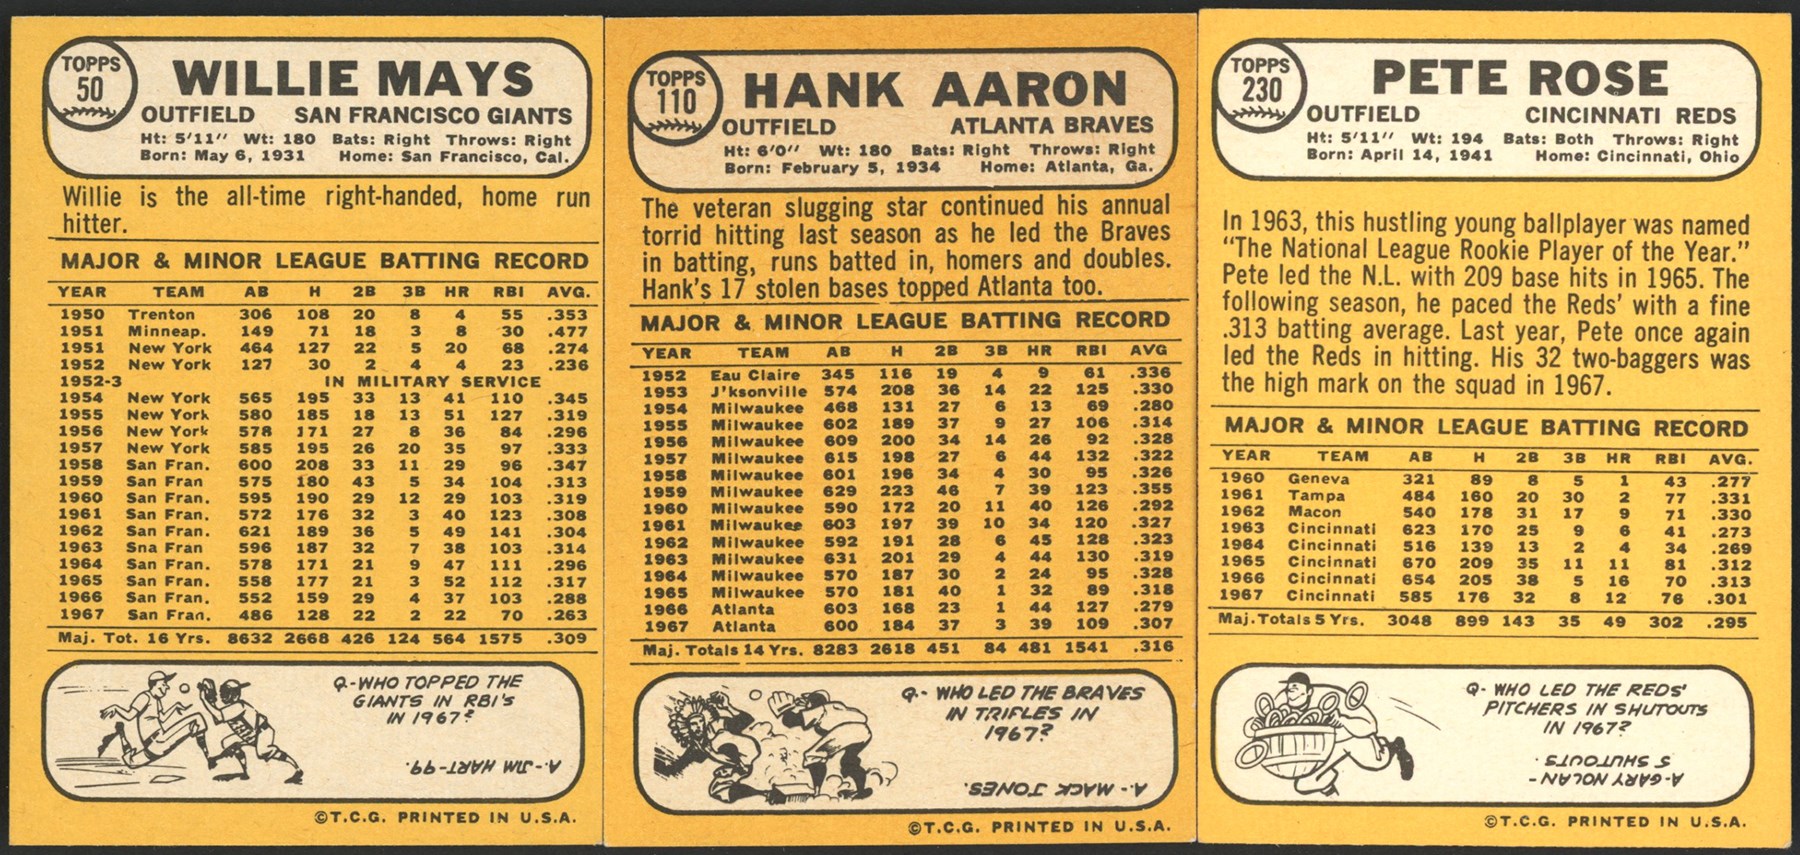 TOPPS
50
WILLIE MAYS
OUTFIELD SAN FRANCISCO GIANTS
Ht: 5'11" Wt: 180 Bats: Right Throws: Right
Born: May 6, 1931 Home: San Francisco, Cal.
Willie is the all-time right-handed, home run
hitter.
MAJOR & MINOR LEAGUE BATTING RECORD
YEAR TEAM AB H 2B 3B HR RBI AVG.
1950 Trenton 306 108 20 8 4 55 .353
1951 Minneap. 149 71 18 3 8 30 .477
1951 New York 464 127 22 5 20 68 .274
1952 New York 127 30 2 4 4 23 .236
1952-3 IN MILITARY SERVICE
1954 New York 565 195 33 13 41 110 .345
1955 New York 580 185 18 13 51 127 .319
1956 New York 578 171 27 8 36 84 .296
1957 New York 585 195 26 20 35 97 .333
1958 San Fran. 600 208 33 11 29 96 .347
1959 San Fran 575 180 43 5 34 104 .313
1960 San Fran. 595 190 29 12 29 103 .319
1961 San Fran. 572 176 32 3 40 123 .308
1962 San Fran. 621 189 36 5 49 141 .304
1963 Sna Fran 596 187 32 7 38 103 .314
1964 San Fran. 578 171 21 9 47 111 .296
1965 San Fran. 558 177 21 3 52 112 .317
1966 San Fran. 552 159 29 4 37 103 .288
1967 San Fran. 486 128 22 2 22 70 .263
Maj. Tot. 16 Yrs. 8632 2668 426 124 564 1575 .309
Q-WHO TOPPED THE
GIANTS IN RBI'S
IN 1967?
A-JIM HART-99.
©T.C.G. PRINTED IN U.S.A.
TOPPS
110
HANK AARON
OUTFIELD ATLANTA BRAVES
Ht: 6'0" Wt: 180 Bats: Right Throws: Right
Born: February 5, 1934 Home: Atlanta, Ga.
The veteran slugging star continued his annual
torrid hitting last season as he led the Braves
in batting, runs batted in, homers and doubles.
Hank's 17 stolen bases topped Atlanta too.
MAJOR & MINOR LEAGUE BATTING RECORD
YEAR TEAM AB H 2B 3B HR RBI AVG
1952 Eau Claire 345 116 19 4 9 61 .336
1953 J'ksonville 574 208 36 14 22 125 .330
1954 Milwaukee 468 131 27 6 13 69 .280
1955 Milwaukee 602 189 37 9 27 106 .314
1956 Milwaukee 609 200 34 14 26 92 .328
1957 Milwaukee 615 198 27 6 44 132 .322
1958 Milwaukee 601 196 34 4 30 95 .326
1959 Milwaukee 629 223 46 7 39 123 .355
1960 Milwaukee 590 172 20 11 40 126 .292
1961 Milwaukee 603 197 39 10 34 120 .327
1962 Milwaukee 592 191 28 6 45 128 .323
1963 Milwaukee 631 201 29 4 44 130 .319
1964 Milwaukee 570 187 30 2 24 95 .328
1965 Milwaukee 570 181 40 1 32 89 .318
1966 Atlanta 603 168 23 1 44 127 .279
1967 Atlanta 600 184 37 3 39 109 .307
Maj. Totals 14 Yrs. 8283 2618 451 84 481 1541 .316
Q- WHO LED THE BRAVES
IN TRIPLES IN
1967?
A- MACK JONES.
©T.C.G. PRINTED IN U.S.A.
TOPPS
230
PETE ROSE
OUTFIELD CINCINNATI REDS
Ht: 5'11" Wt: 194 Bats: Both Throws: Right
Born: April 14, 1941 Home: Cincinnati, Ohio
In 1963, this hustling young ballplayer was named
"The National League Rookie Player of the Year."
Pete led the N.L. with 209 base hits in 1965. The
following season, he paced the Reds' with a fine
.313 batting average. Last year, Pete once again
led the Reds in hitting. His 32 two-baggers was
the high mark on the squad in 1967.
MAJOR & MINOR LEAGUE BATTING RECORD
YEAR TEAM AB H 2B 3B HR RBI AVG.
1960 Geneva 321 89 8 5 1 43 .277
1961 Tampa 484 160 20 30 2 77 .331
1962 Macon 540 178 31 17 9 71 .330
1963 Cincinnati 623 170 25 9 6 41 .273
1964 Cincinnati 516 139 13 2 4 34 .269
1965 Cincinnati 670 209 35 11 11 81 .312
1966 Cincinnati 654 205 38 5 16 70 .313
1967 Cincinnati 585 176 32 8 12 76 .301
Maj. Totals 5 Yrs. 3048 899 143 35 49 302 .295
Q- WHO LED THE REDS'
PITCHERS IN SHUTOUTS
IN 1967?
A-GARY NOLAN-
5 SHUTOUTS.
©T.C.G. PRINTED IN U.S.A.